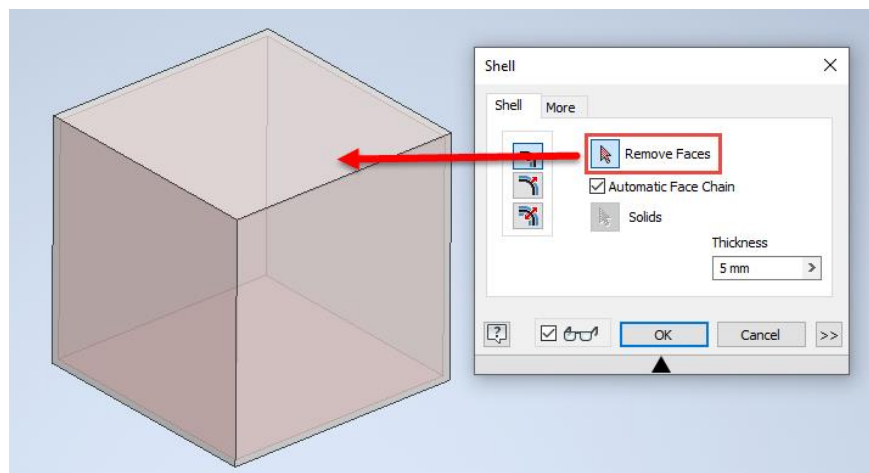 Shell
Shell More
Remove Faces
Automatic Face Chain
Solids
Thickness
5 mm >
? OK Cancel >>